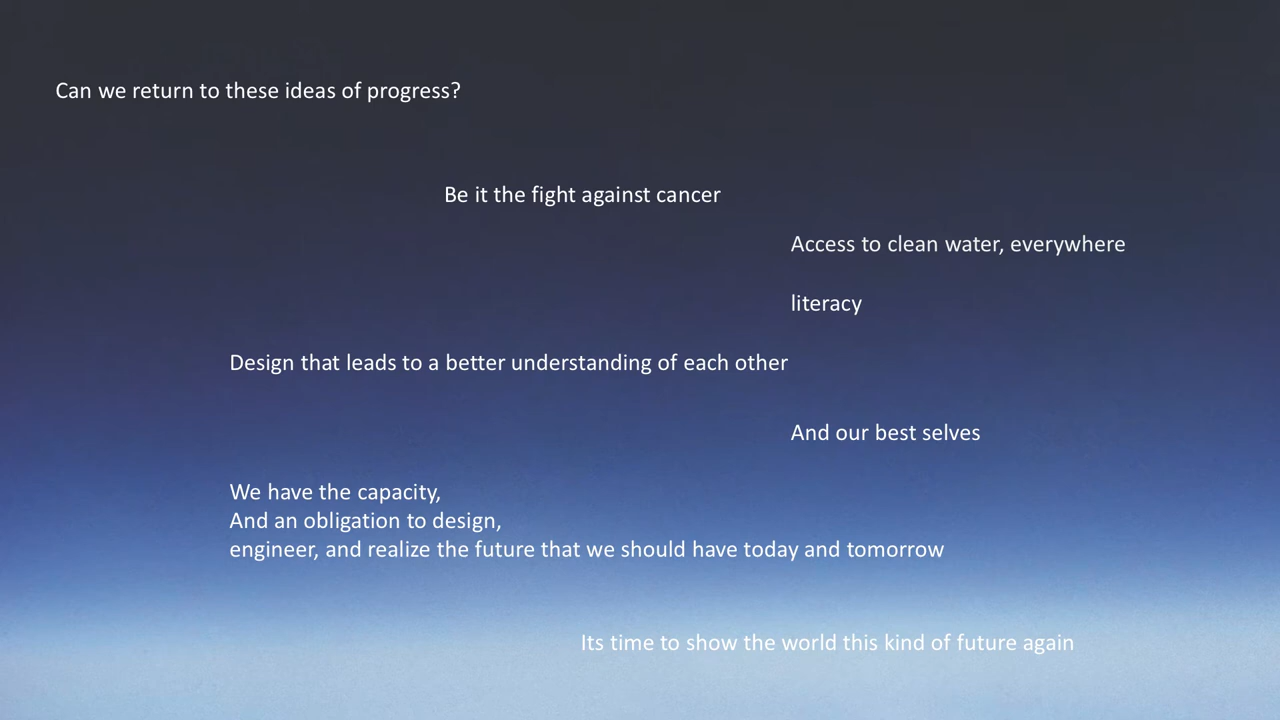 Can we return to these ideas of progress?
Be it the fight against cancer
Access to clean water, everywhere
literacy
Design that leads to a better understanding of each other
And our best selves
We have the capacity,
And an obligation to design,
engineer, and realize the future that we should have today and tomorrow
Its time to show the world this kind of future again